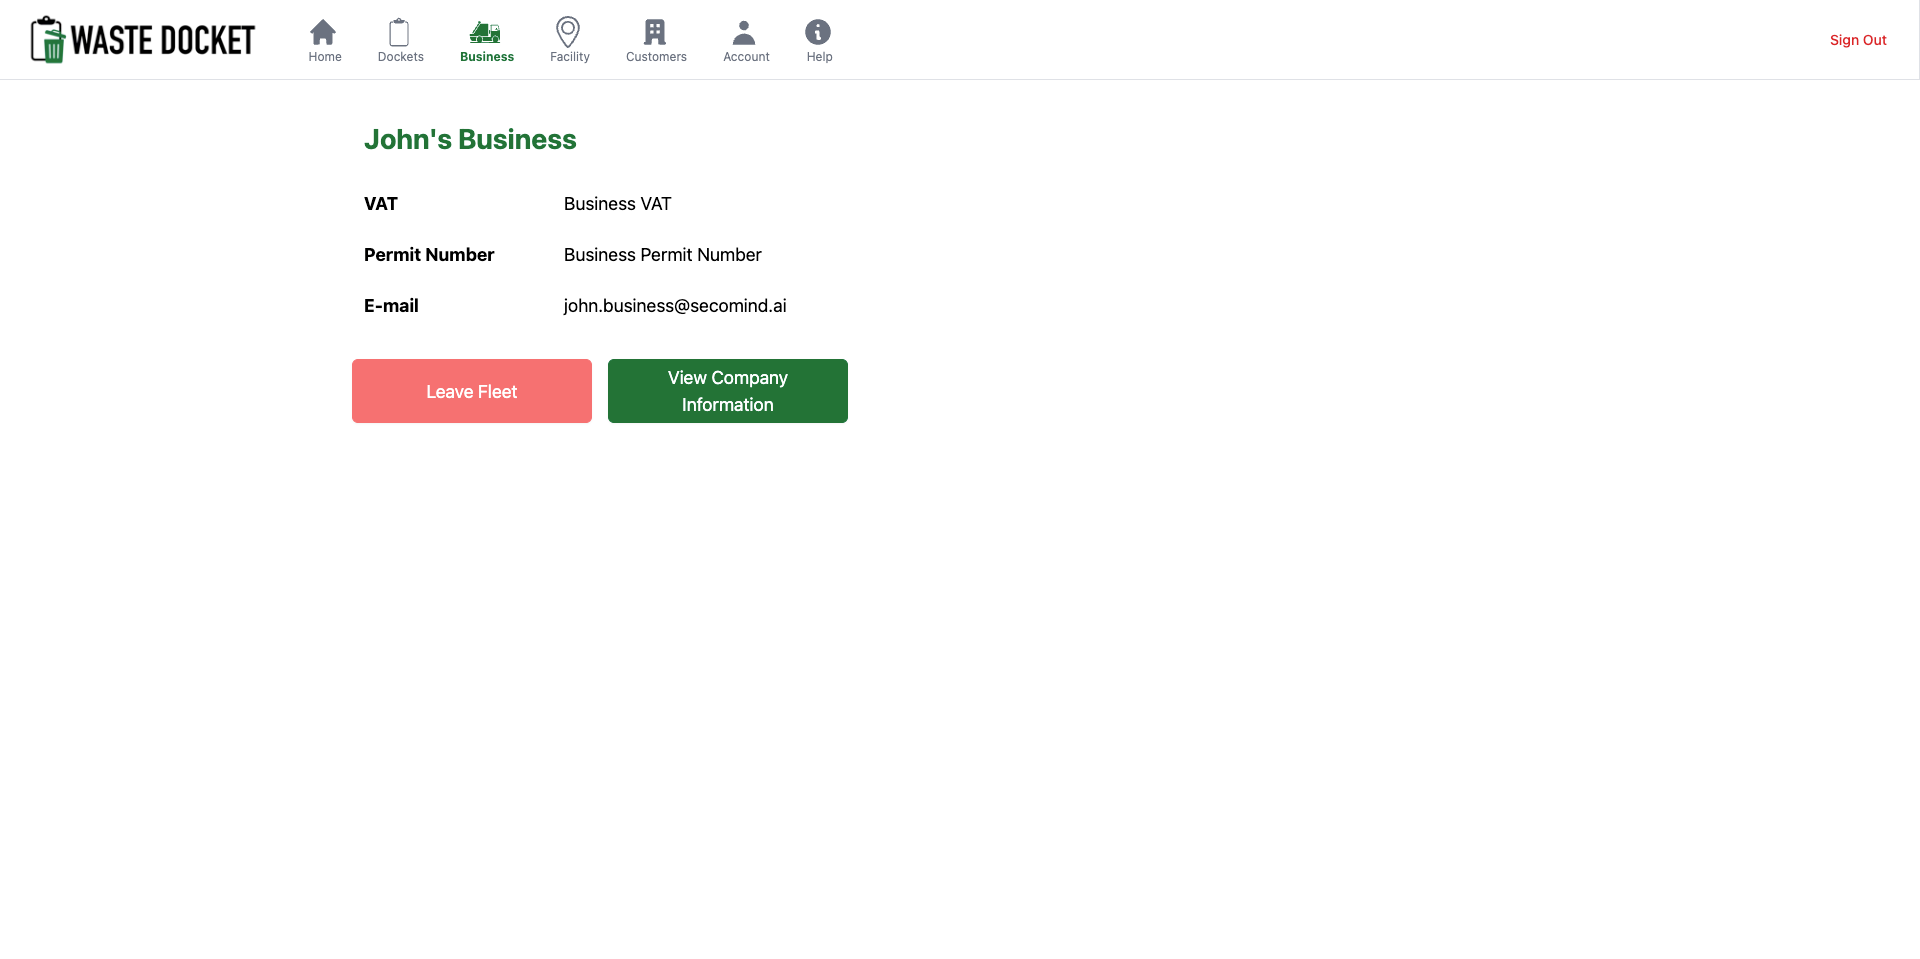 WASTE DOCKET
Home
Dockets
Business
Facility
Customers
Account
Help
Sign Out
John's Business
VAT
Business VAT
Permit Number
Business Permit Number
E-mail
john.business@secomind.ai
Leave Fleet
View Company
Information